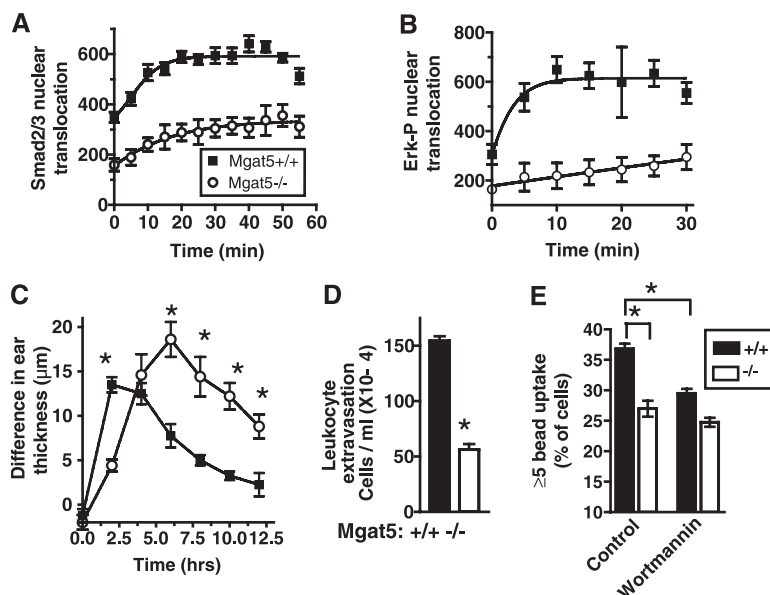 A
Smad2/3 nuclear
translocation
600
400
200
0
Mgat5+/+
Mgat5-/-
0 10 20 30 40 50 60
Time (min)
B
Erk-P nuclear
translocation
800
600
400
200
0 10 20 30
Time (min)
C
Difference in ear
thickness (μm)
20
15
10
5
0
* * * * *
0.0 2.5 5.0 7.5 10.0 12.5
Time (hrs)
D
Leukocyte
extravasation
Cells / ml (X10- 4)
150
100
50
0
*
Mgat5: +/+ -/-
E
≥5 bead uptake
(% of cells)
40
35
30
25
20
15
10
*
*
+/+
-/-
Control
Wortmannin